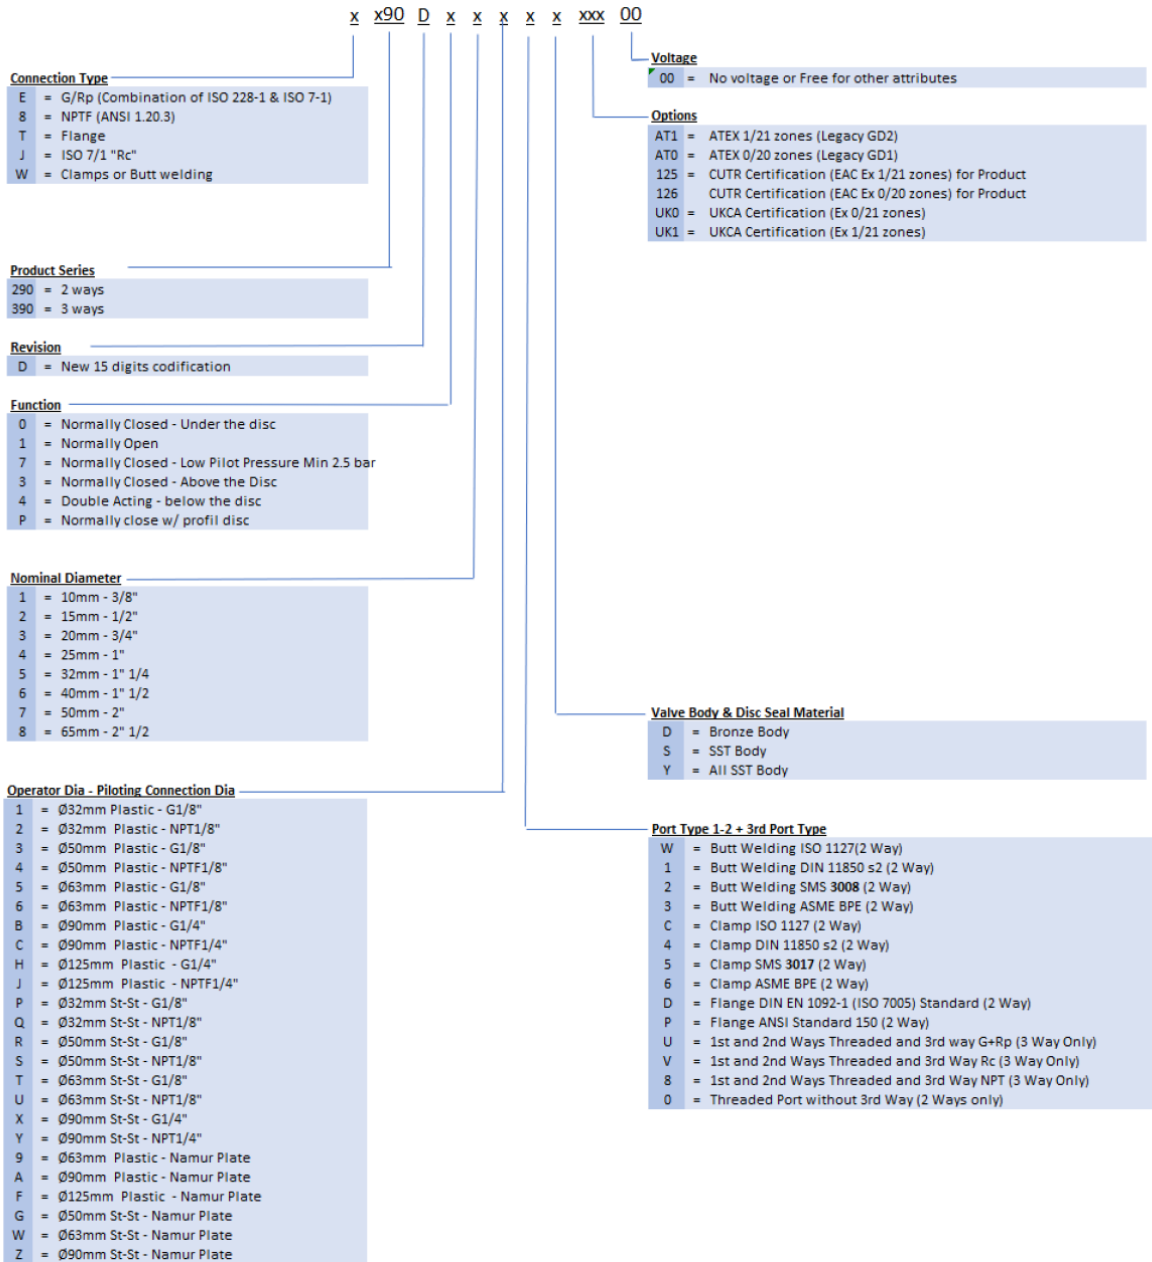 x x90 D x x x x x xxx 00
Connection Type
E = G/Rp (Combination of ISO 228-1 & ISO 7-1)
8 = NPTF (ANSI 1.20.3)
T = Flange
J = ISO 7/1 "Rc"
W = Clamps or Butt welding
Product Series
290 = 2 ways
390 = 3 ways
Revision
D = New 15 digits codification
Function
0 = Normally Closed - Under the disc
1 = Normally Open
7 = Normally Closed - Low Pilot Pressure Min 2.5 bar
3 = Normally Closed - Above the Disc
4 = Double Acting - below the disc
P = Normally close w/ profil disc
Nominal Diameter
1 = 10mm - 3/8"
2 = 15mm - 1/2"
3 = 20mm - 3/4"
4 = 25mm - 1"
5 = 32mm - 1" 1/4
6 = 40mm - 1" 1/2
7 = 50mm - 2"
8 = 65mm - 2" 1/2
Operator Dia - Piloting Connection Dia
1 = Ø32mm Plastic - G1/8"
2 = Ø32mm Plastic - NPT1/8"
3 = Ø50mm Plastic - G1/8"
4 = Ø50mm Plastic - NPTF1/8"
5 = Ø63mm Plastic - G1/8"
6 = Ø63mm Plastic - NPTF1/8"
B = Ø90mm Plastic - G1/4"
C = Ø90mm Plastic - NPTF1/4"
H = Ø125mm Plastic - G1/4"
J = Ø125mm Plastic - NPTF1/4"
P = Ø32mm St-St - G1/8"
Q = Ø32mm St-St - NPT1/8"
R = Ø50mm St-St - G1/8"
S = Ø50mm St-St - NPT1/8"
T = Ø63mm St-St - G1/8"
U = Ø63mm St-St - NPT1/8"
X = Ø90mm St-St - G1/4"
Y = Ø90mm St-St - NPT1/4"
9 = Ø63mm Plastic - Namur Plate
A = Ø90mm Plastic - Namur Plate
F = Ø125mm Plastic - Namur Plate
G = Ø50mm St-St - Namur Plate
W = Ø63mm St-St - Namur Plate
Z = Ø90mm St-St - Namur Plate
Voltage
00 = No voltage or Free for other attributes
Options
AT1 = ATEX 1/21 zones (Legacy GD2)
AT0 = ATEX 0/20 zones (Legacy GD1)
125 = CUTR Certification (EAC Ex 1/21 zones) for Product
126 CUTR Certification (EAC Ex 0/20 zones) for Product
UK0 = UKCA Certification (Ex 0/21 zones)
UK1 = UKCA Certification (Ex 1/21 zones)
Valve Body & Disc Seal Material
D = Bronze Body
S = SST Body
Y = All SST Body
Port Type 1-2 + 3rd Port Type
W = Butt Welding ISO 1127(2 Way)
1 = Butt Welding DIN 11850 s2 (2 Way)
2 = Butt Welding SMS 3008 (2 Way)
3 = Butt Welding ASME BPE (2 Way)
C = Clamp ISO 1127 (2 Way)
4 = Clamp DIN 11850 s2 (2 Way)
5 = Clamp SMS 3017 (2 Way)
6 = Clamp ASME BPE (2 Way)
D = Flange DIN EN 1092-1 (ISO 7005) Standard (2 Way)
P = Flange ANSI Standard 150 (2 Way)
U = 1st and 2nd Ways Threaded and 3rd way G+Rp (3 Way Only)
V = 1st and 2nd Ways Threaded and 3rd Way Rc (3 Way Only)
8 = 1st and 2nd Ways Threaded and 3rd Way NPT (3 Way Only)
0 = Threaded Port without 3rd Way (2 Ways only)